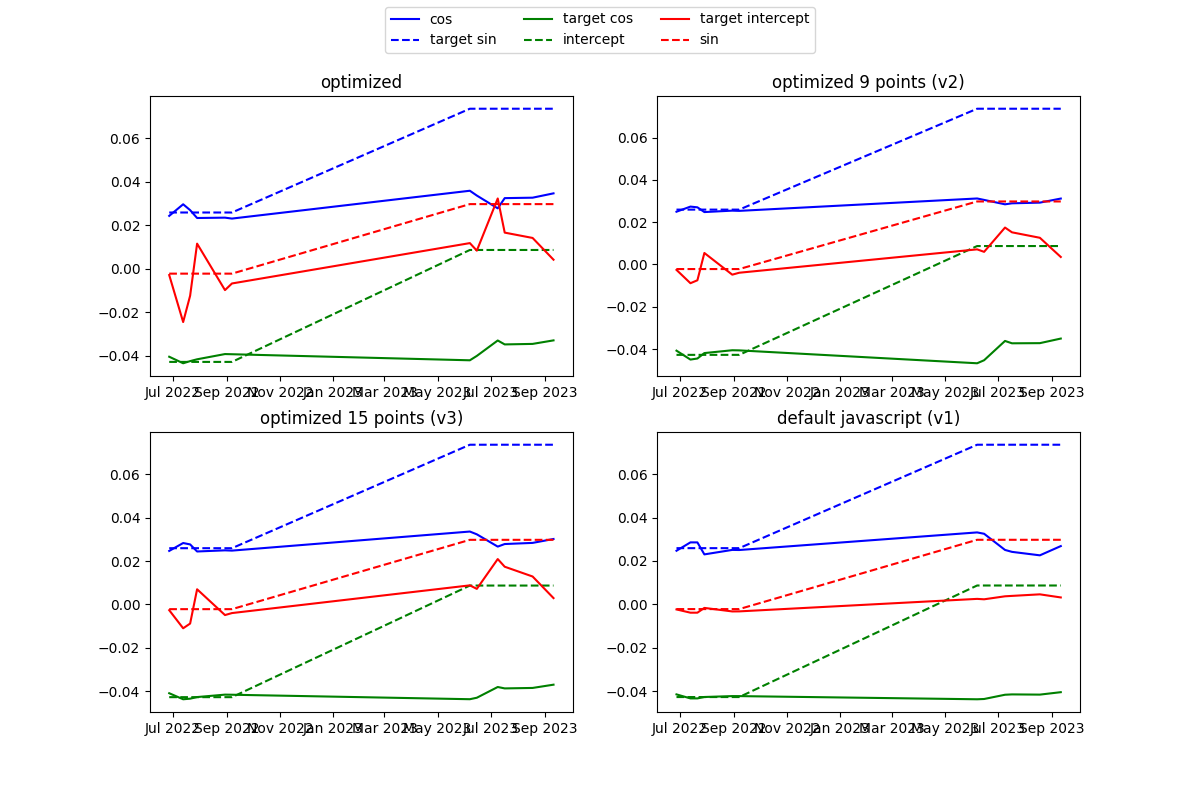 cos target cos target intercept
target sin intercept sin
optimized optimized 9 points (v2)
0.06 0.06
0.04 0.04
0.02 0.02
0.00 0.00
−0.02 −0.02
−0.04 −0.04
Jul 2022 Sep 2022 Nov 2022 Jan 2023 Mar 2023 May 2023 Jul 2023 Sep 2023 Jul 2022 Sep 2022 Nov 2022 Jan 2023 Mar 2023 May 2023 Jul 2023 Sep 2023
optimized 15 points (v3) default javascript (v1)
0.06 0.06
0.04 0.04
0.02 0.02
0.00 0.00
−0.02 −0.02
−0.04 −0.04
Jul 2022 Sep 2022 Nov 2022 Jan 2023 Mar 2023 May 2023 Jul 2023 Sep 2023 Jul 2022 Sep 2022 Nov 2022 Jan 2023 Mar 2023 May 2023 Jul 2023 Sep 2023